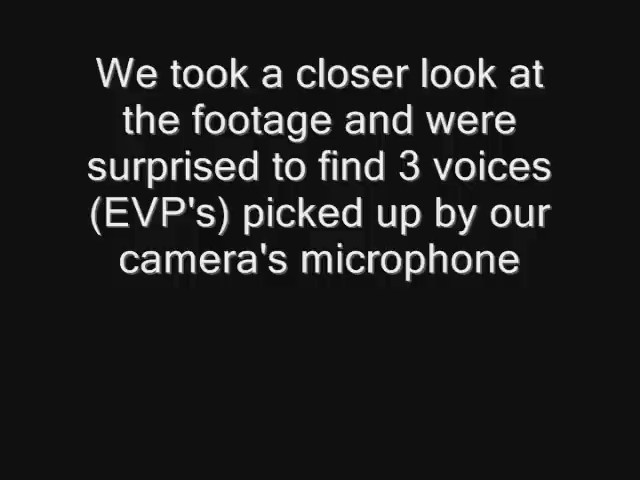 We took a closer look at
the footage and were
surprised to find 3 voices
(EVP's) picked up by our
camera's microphone